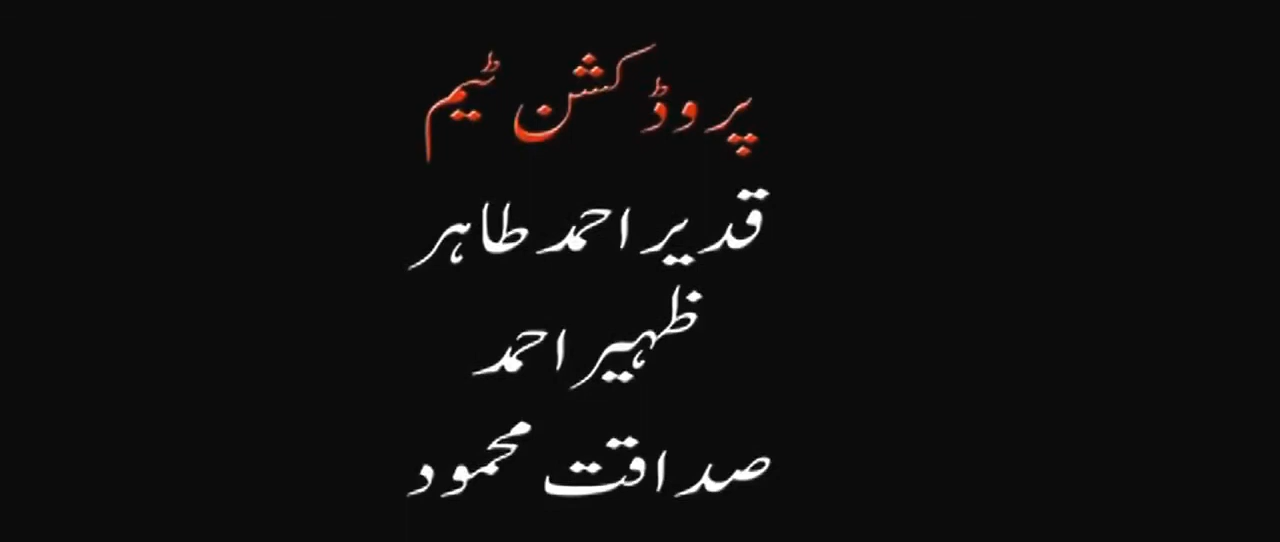 پروڈکشن ٹیم
قدیر احمد طاہر
ظہیر احمد
صداقت محمود